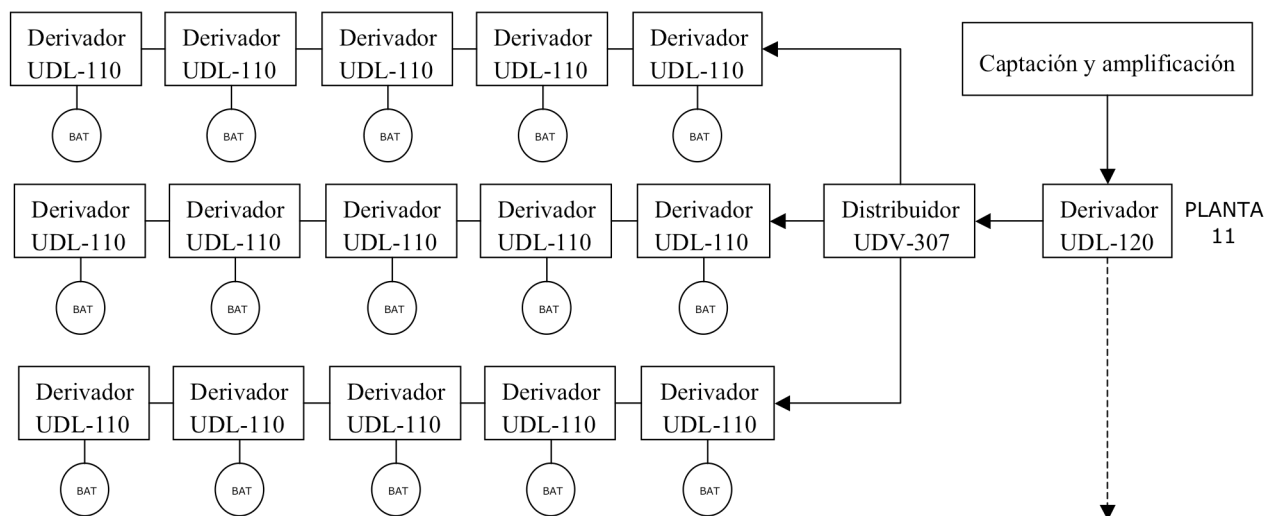 Derivador
UDL-110
Derivador
UDL-110
Derivador
UDL-110
Derivador
UDL-110
Derivador
UDL-110
Captación y amplificación
BAT
BAT
BAT
BAT
BAT
Derivador
UDL-110
Derivador
UDL-110
Derivador
UDL-110
Derivador
UDL-110
Derivador
UDL-110
Distribuidor
UDV-307
Derivador
UDL-120
PLANTA
11
BAT
BAT
BAT
BAT
BAT
Derivador
UDL-110
Derivador
UDL-110
Derivador
UDL-110
Derivador
UDL-110
Derivador
UDL-110
BAT
BAT
BAT
BAT
BAT